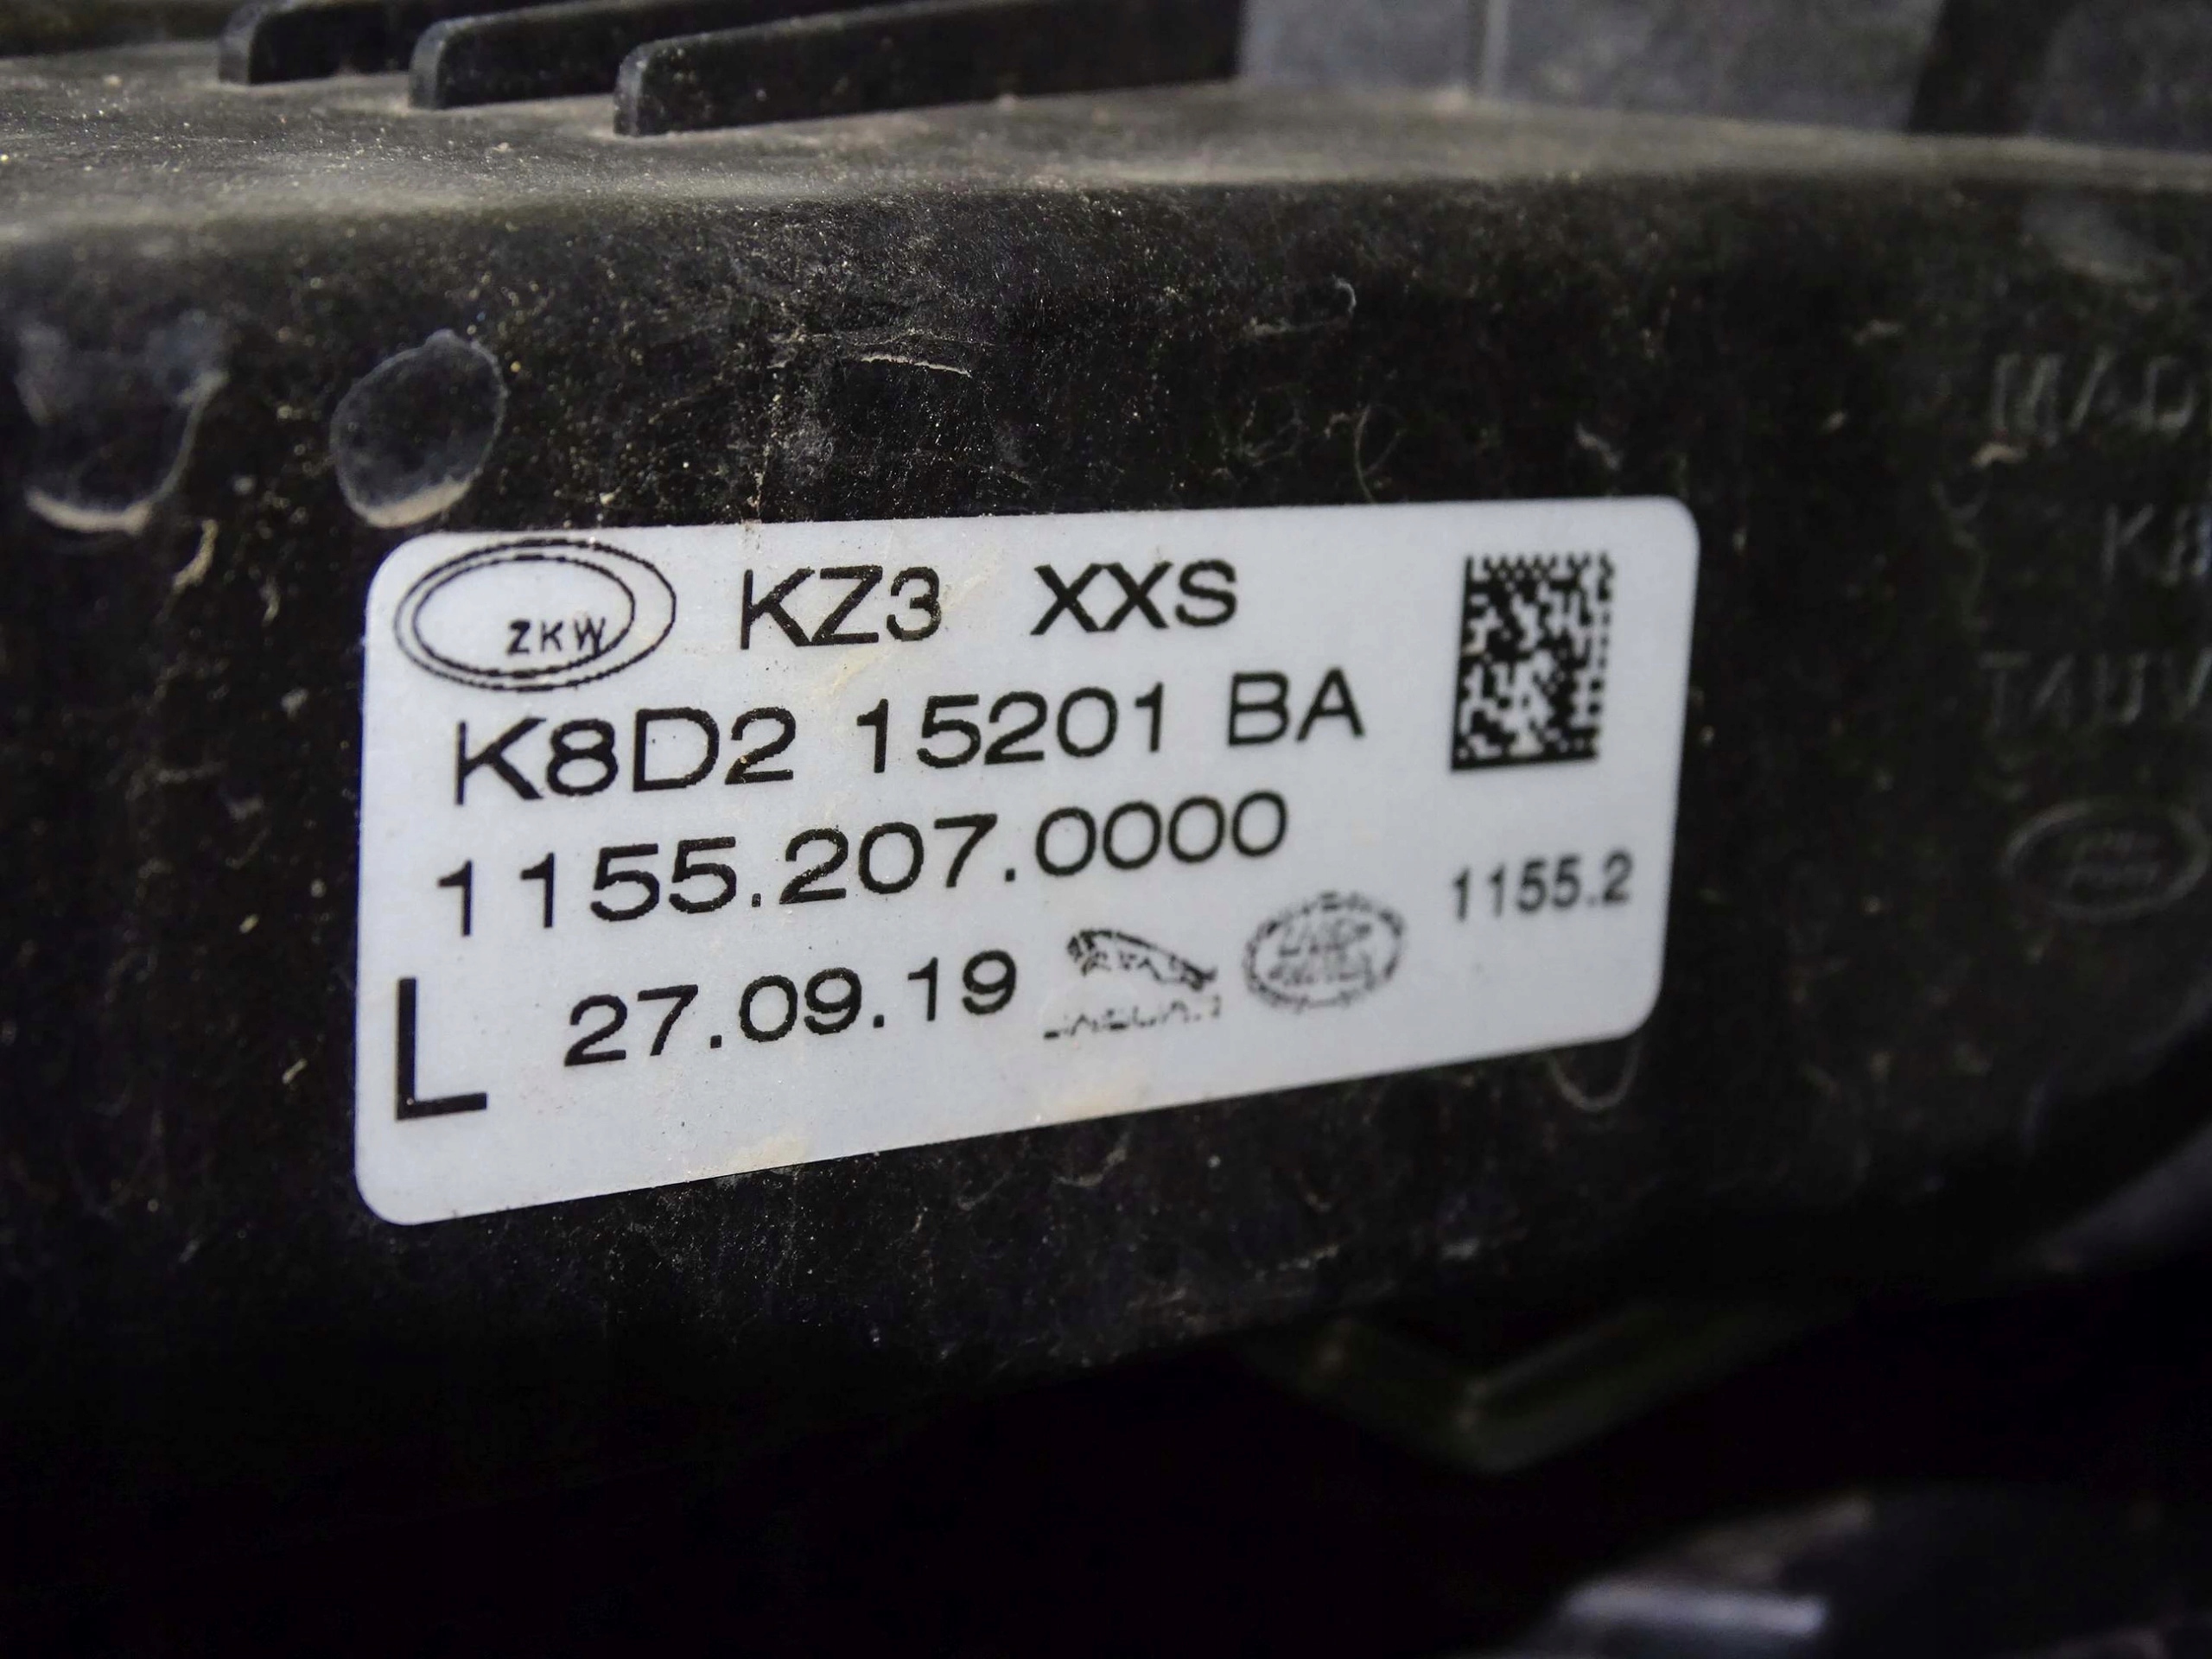 ZKW KZ3 XXS
K8D2 15201 BA
1155.207.0000
1155.2
L 27.09.19